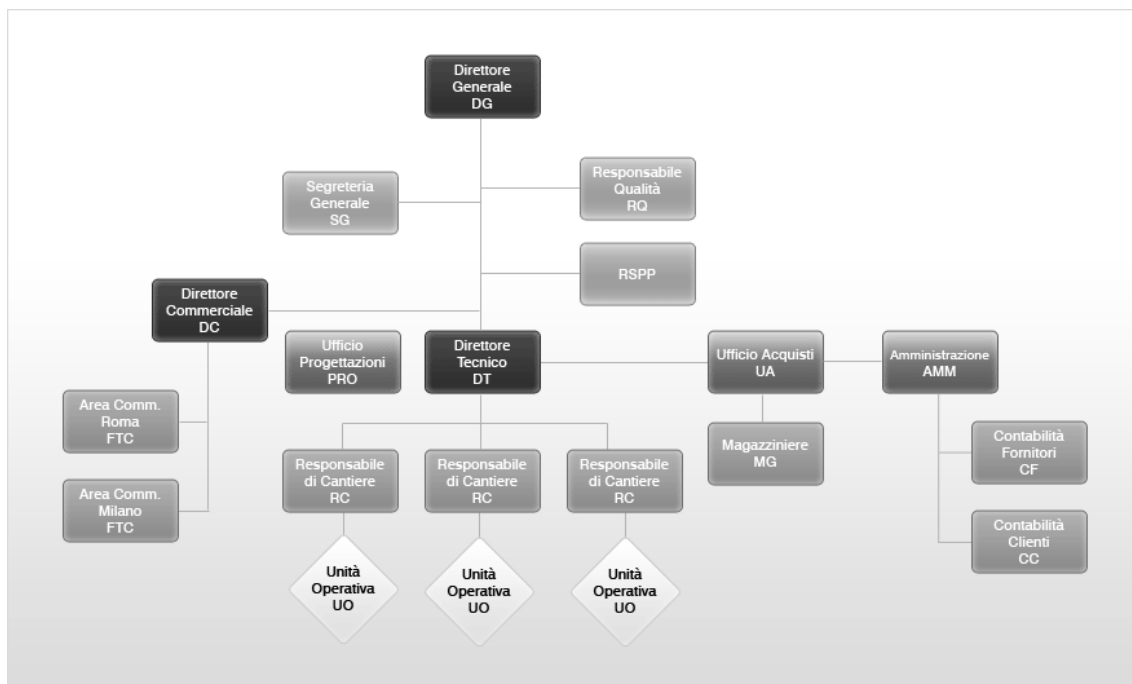 Direttore
Generale
DG
Segreteria
Generale
SG
Responsabile
Qualità
RQ
RSPP
Direttore
Commerciale
DC
Ufficio
Progettazioni
PRO
Direttore
Tecnico
DT
Ufficio Acquisti
UA
Amministrazione
AMM
Area Comm.
Roma
FTC
Area Comm.
Milano
FTC
Responsabile
di Cantiere
RC
Responsabile
di Cantiere
RC
Responsabile
di Cantiere
RC
Magazziniere
MG
Contabilità
Fornitori
CF
Contabilità
Clienti
CC
Unità
Operativa
UO
Unità
Operativa
UO
Unità
Operativa
UO